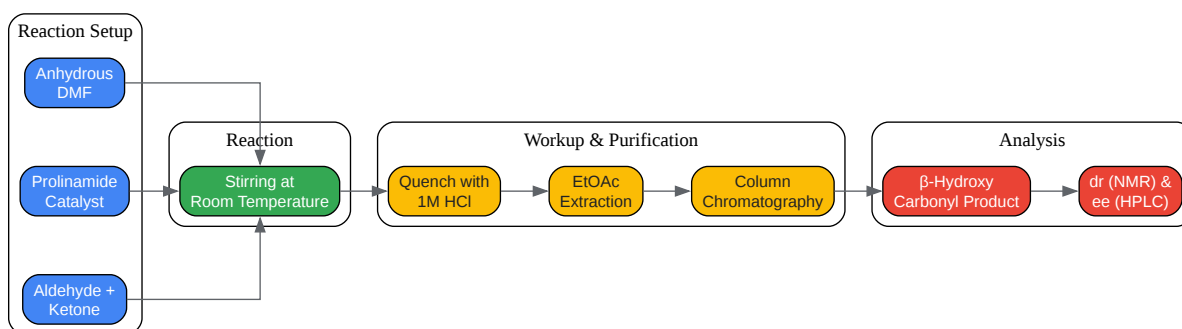 Reaction Setup
Anhydrous
DMF
Prolinamide
Catalyst
Aldehyde +
Ketone
Reaction
Stirring at
Room Temperature
Workup & Purification
Quench with
1M HCl
EtOAc
Extraction
Column
Chromatography
Analysis
β-Hydroxy
Carbonyl Product
dr (NMR) &
ee (HPLC)